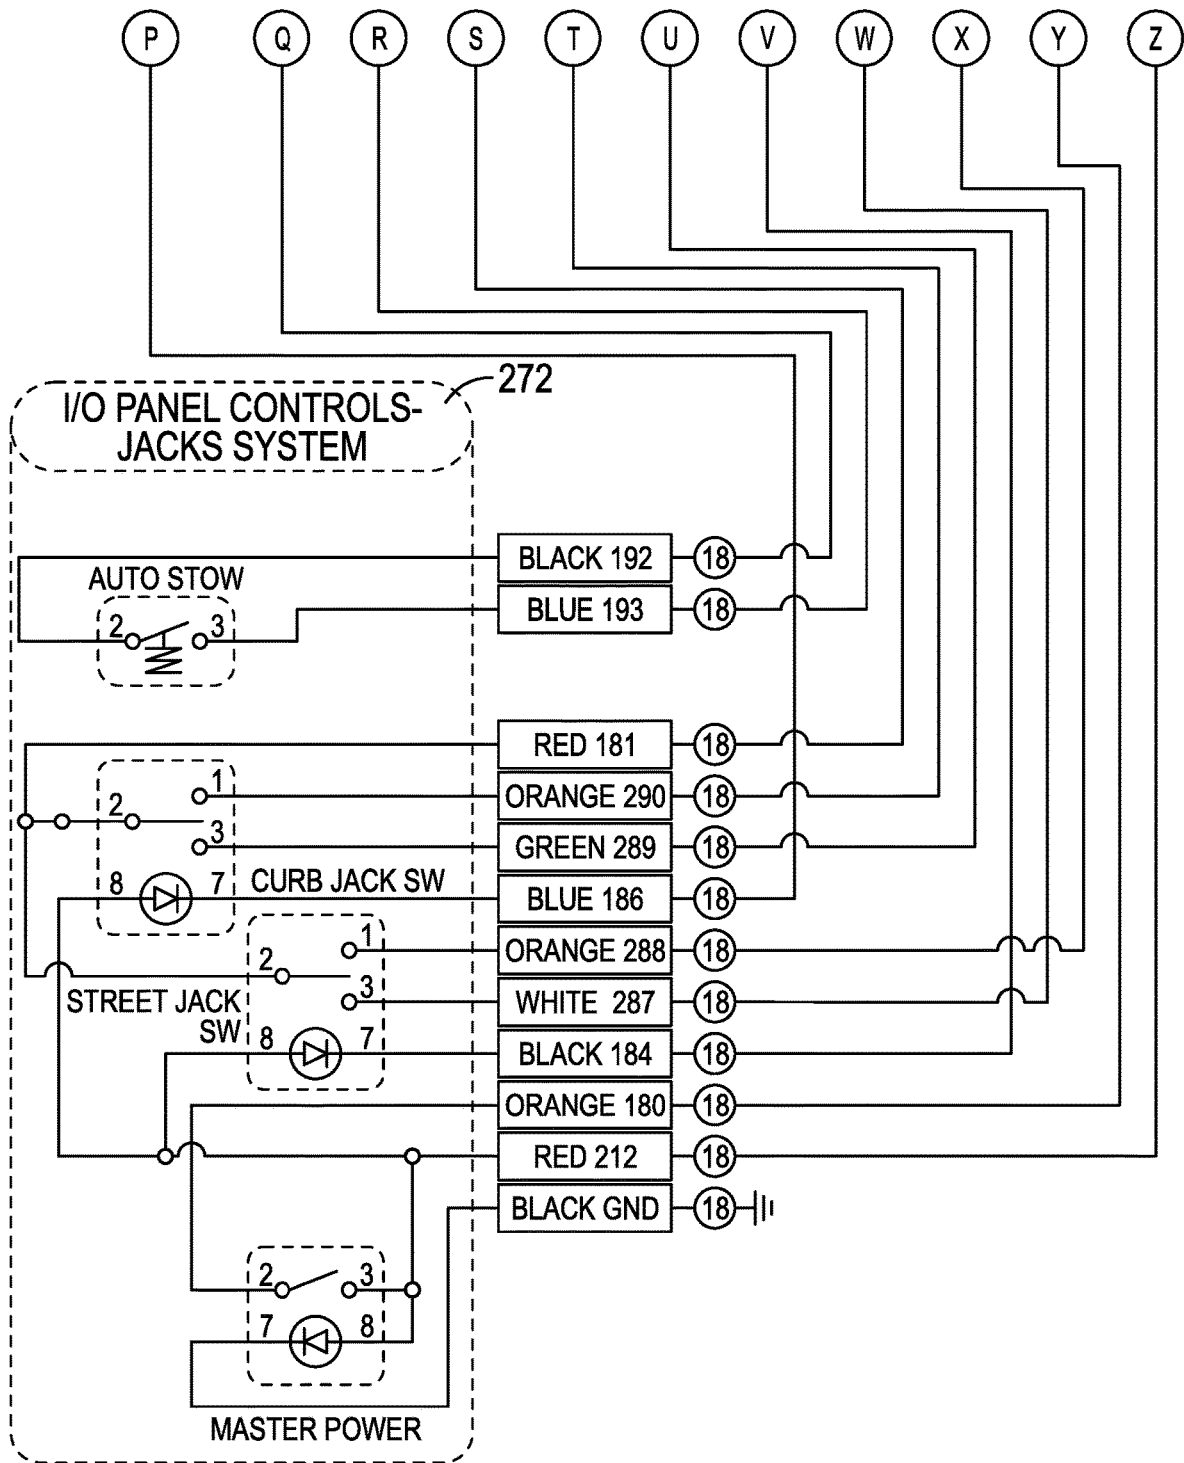 P Q R S T U V W X Y Z
272
I/O PANEL CONTROLS-
JACKS SYSTEM
BLACK 192 18
AUTO STOW
BLUE 193 18
2 3
RED 181 18
1
ORANGE 290 18
2
3
GREEN 289 18
8 7
CURB JACK SW
BLUE 186 18
1
ORANGE 288 18
2
3
STREET JACK
SW
WHITE 287 18
8 7
BLACK 184 18
ORANGE 180 18
RED 212 18
BLACK GND 18
2 3
7 8
MASTER POWER